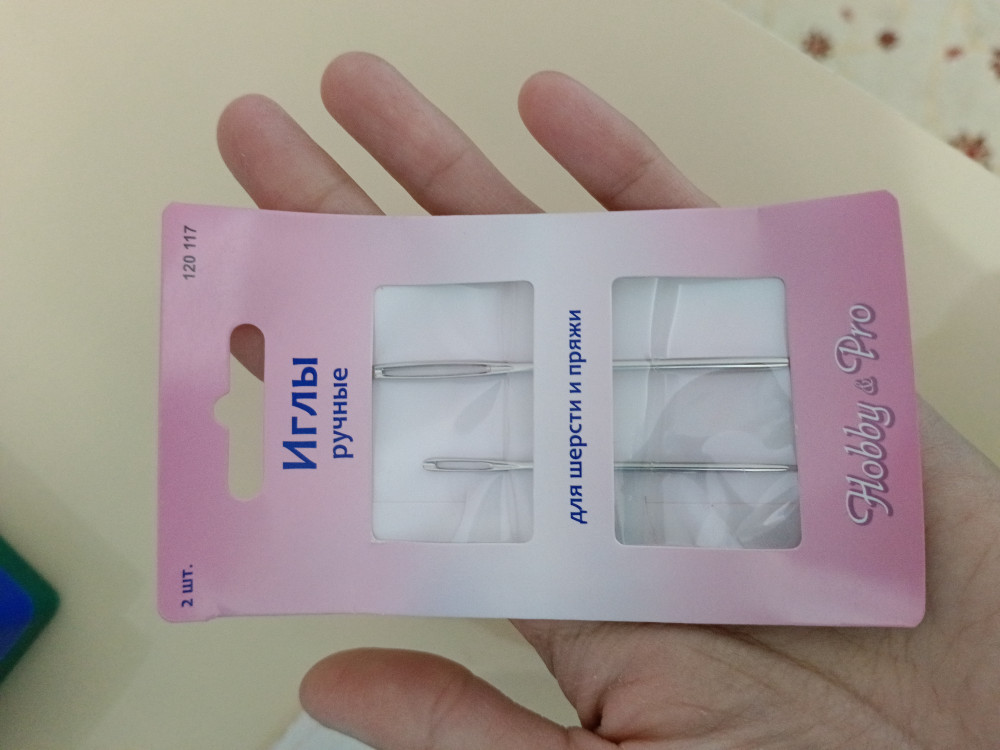 2 шт.
120 117
Иглы
ручные
для шерсти и пряжи
Hobby & Pro